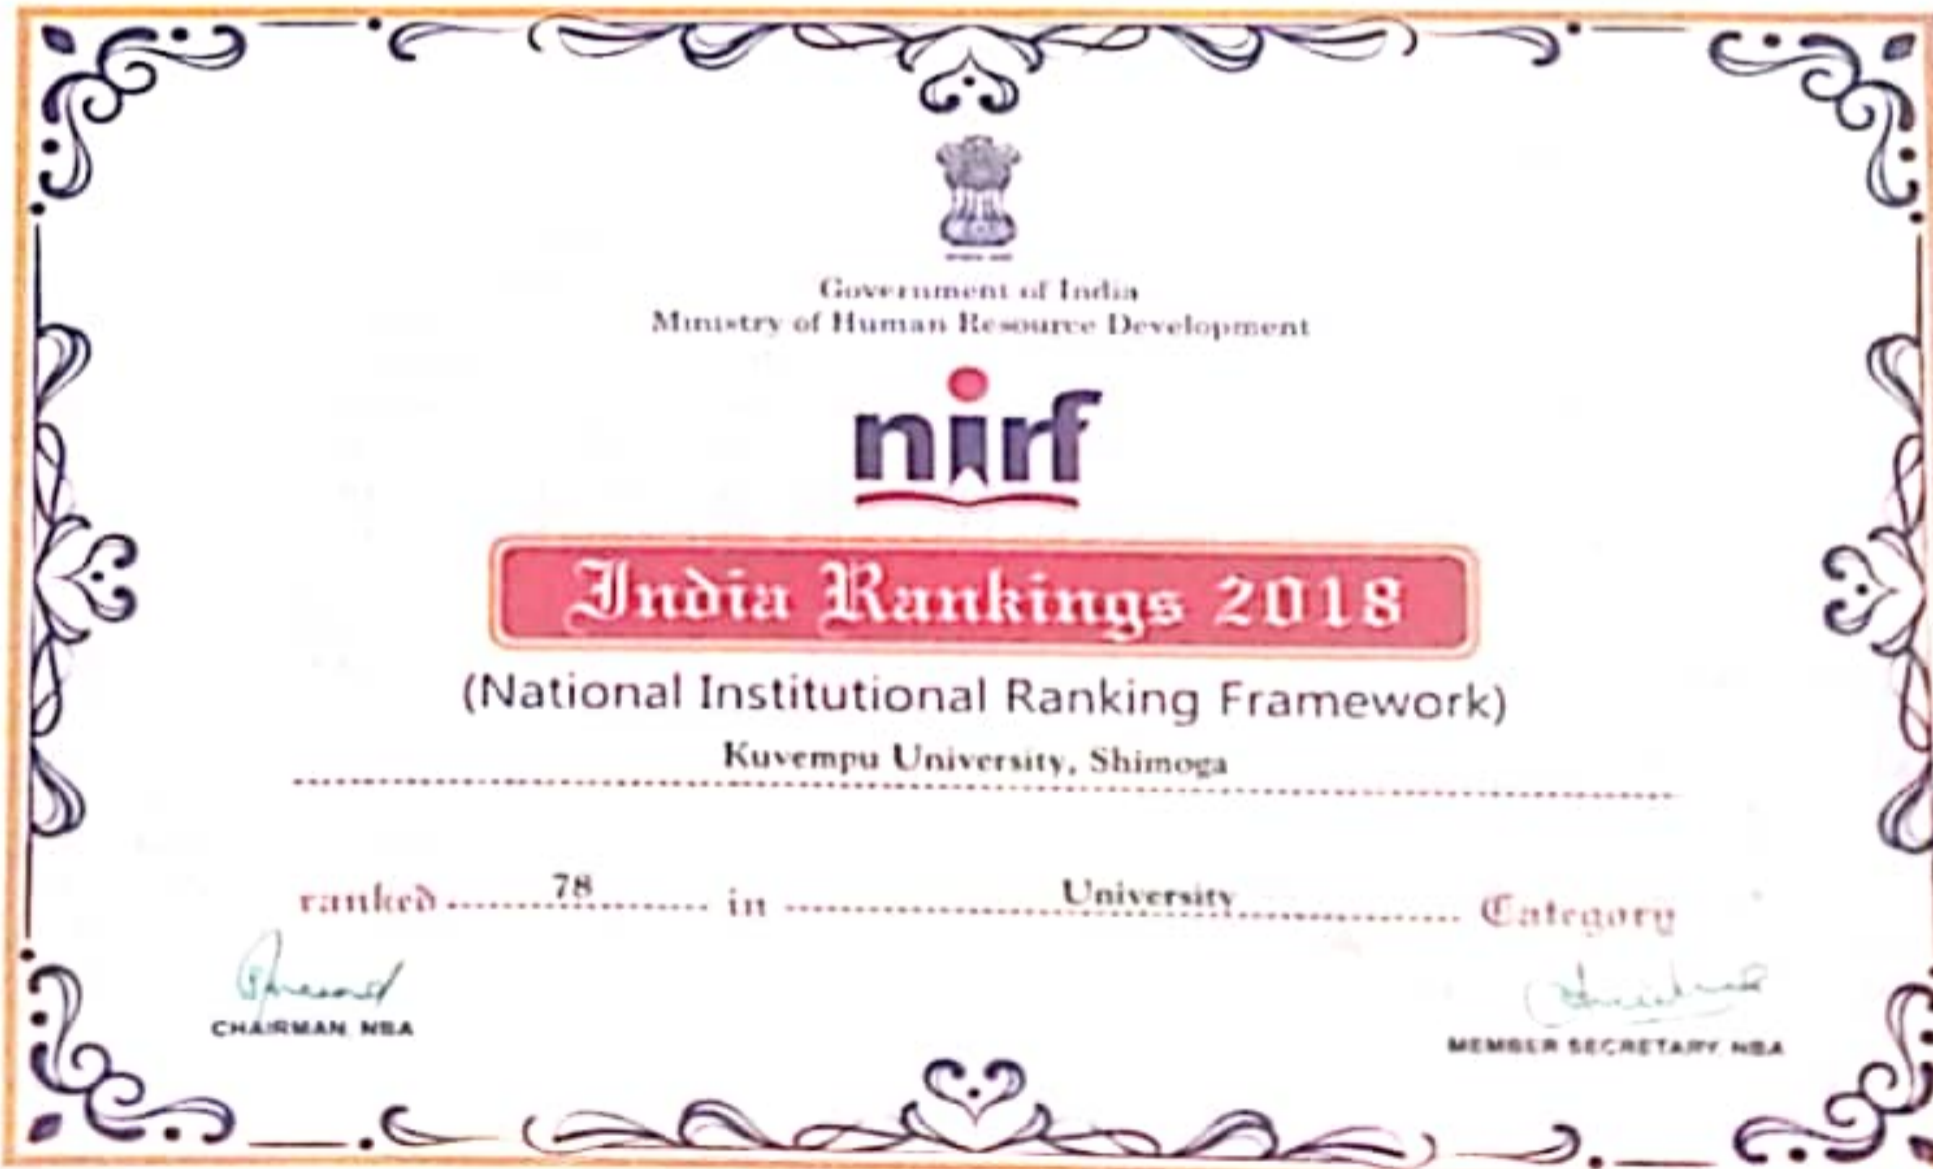 Government of India
Ministry of Human Resource Development
nirf
India Rankings 2018
(National Institutional Ranking Framework)
Kuvempu University, Shimoga
ranked 78 in University Category
CHAIRMAN, NBA
MEMBER SECRETARY, NBA